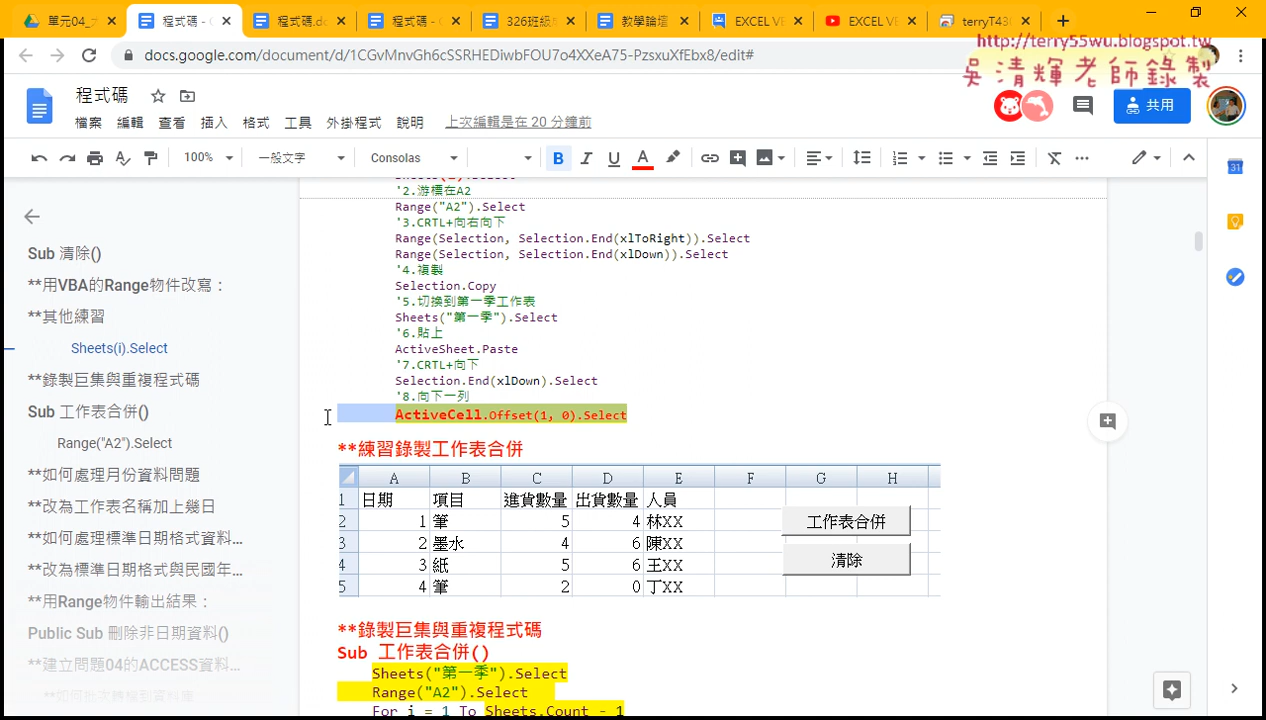 單元04_
程式碼 - G
程式碼.do
程式碼 - G
326班級
教學論壇
EXCEL VB
EXCEL VB
terryT430
docs.google.com/document/d/1CGvMnvGh6cSSRHEDiwbFOU7o4XXeA75-PzsxuXfEbx8/edit#
http://terry55wu.blogspot.tw
吳清輝老師錄製
程式碼
檔案 編輯 查看 插入 格式 工具 外掛程式 說明 上次編輯是在 20 分鐘前
共用
100% 一般文字 Consolas B I U A
31
Sub 清除()
**用VBA的Range物件改寫：
**其他練習
Sheets(i).Select
**錄製巨集與重複程式碼
Sub 工作表合併()
Range("A2").Select
**如何處理月份資料問題
**改為工作表名稱加上幾日
**如何處理標準日期格式資料...
**改為標準日期格式與民國年...
**用Range物件輸出結果：
Public Sub 刪除非日期資料()
**建立問題04的ACCESS資料...
'2.游標在A2
Range("A2").Select
'3.CRTL+向右向下
Range(Selection, Selection.End(xlToRight)).Select
Range(Selection, Selection.End(xlDown)).Select
'4.複製
Selection.Copy
'5.切換到第一季工作表
Sheets("第一季").Select
'6.貼上
ActiveSheet.Paste
'7.CRTL+向下
Selection.End(xlDown).Select
'8.向下一列
ActiveCell.Offset(1, 0).Select
**練習錄製工作表合併
A B C D E F G H
1 日期 項目 進貨數量 出貨數量 人員
2 1 筆 5 4 林XX
3 2 墨水 4 6 陳XX
4 3 紙 5 6 王XX
5 4 筆 2 0 丁XX
工作表合併
清除
**錄製巨集與重複程式碼
Sub 工作表合併()
Sheets("第一季").Select
Range("A2").Select
For i = 1 To Sheets.Count - 1